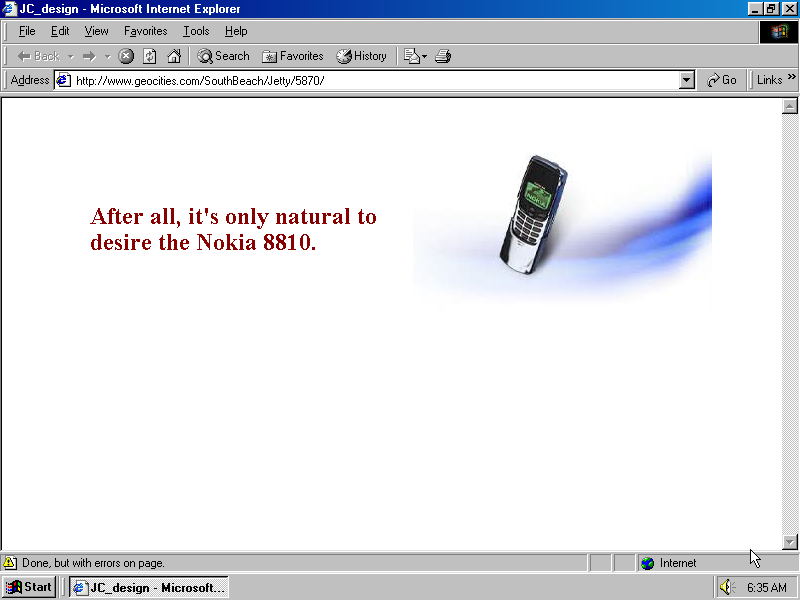 JC_design - Microsoft Internet Explorer
File Edit View Favorites Tools Help
Back Search Favorites History
Address http://www.geocities.com/SouthBeach/Jetty/5870/ Go Links »
After all, it's only natural to
desire the Nokia 8810.
NOKIA
Done, but with errors on page. Internet
Start JC_design - Microsoft... 6:35 AM